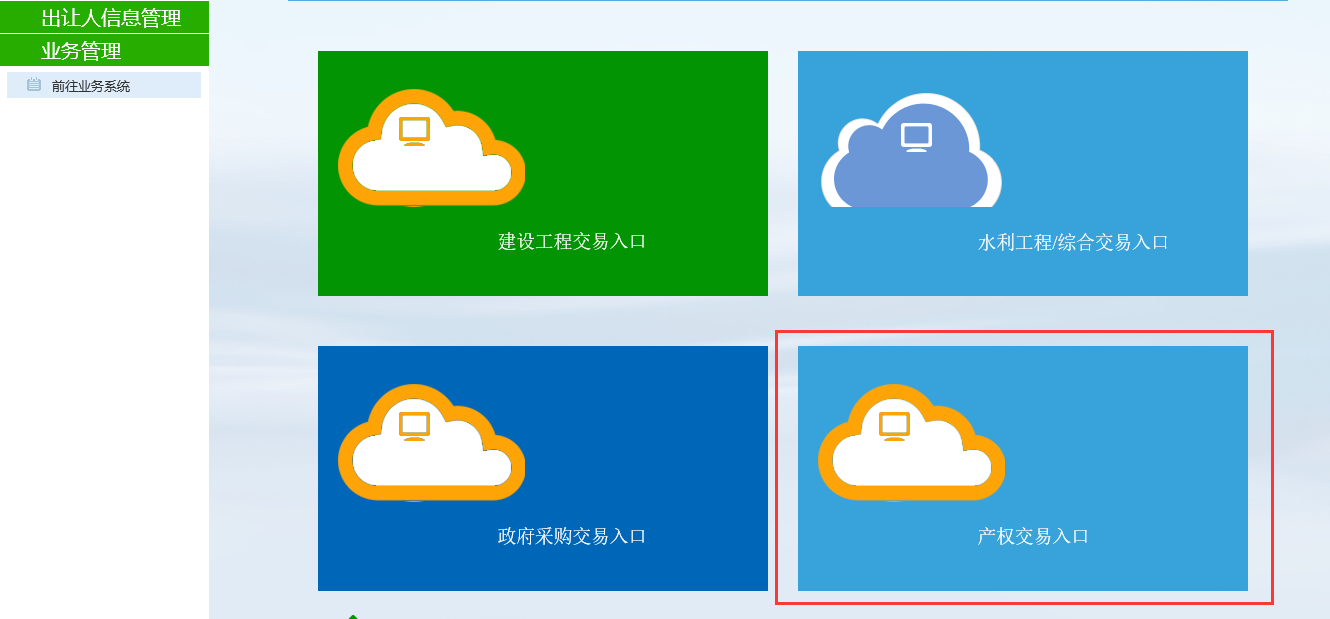 出让人信息管理
业务管理
前往业务系统
建设工程交易入口
水利工程/综合交易入口
政府采购交易入口
产权交易入口